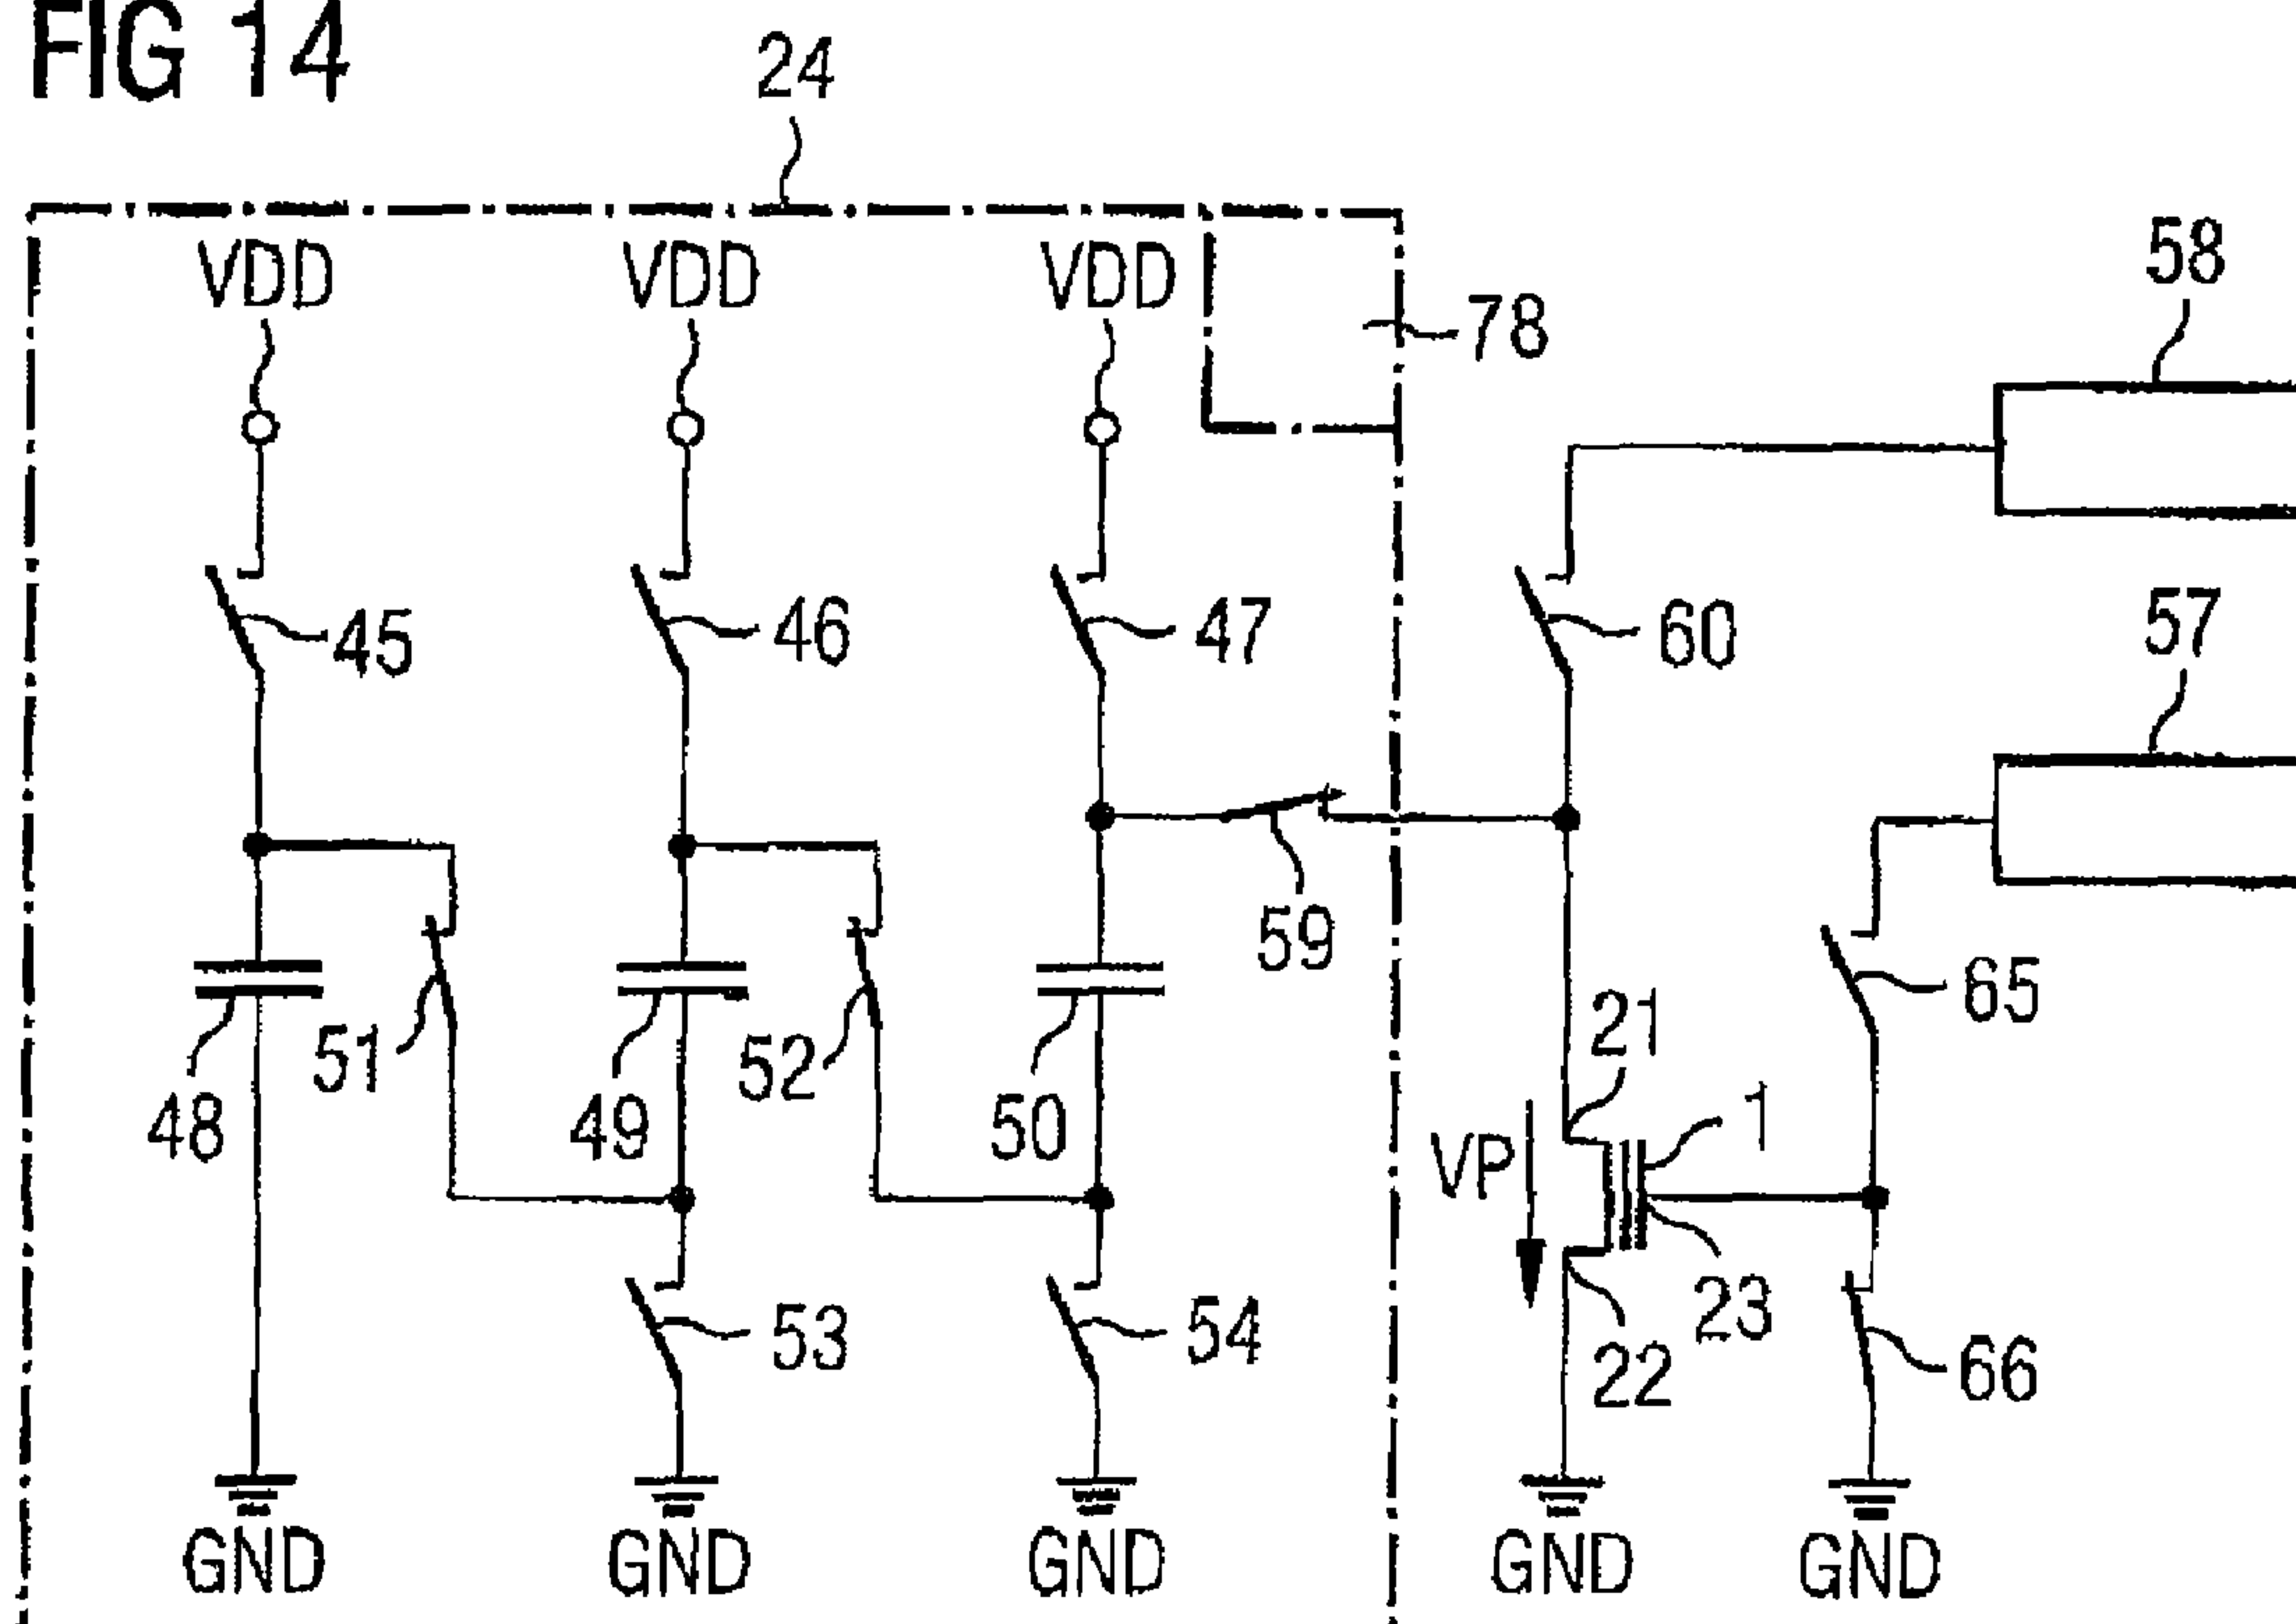 FIG 14
24
VDD VDD VDD
78
58
45 46 47 60
57
59
65
21
51 52
1
48 49 50
VP
23
53 54
22
66
GND GND GND GND GND